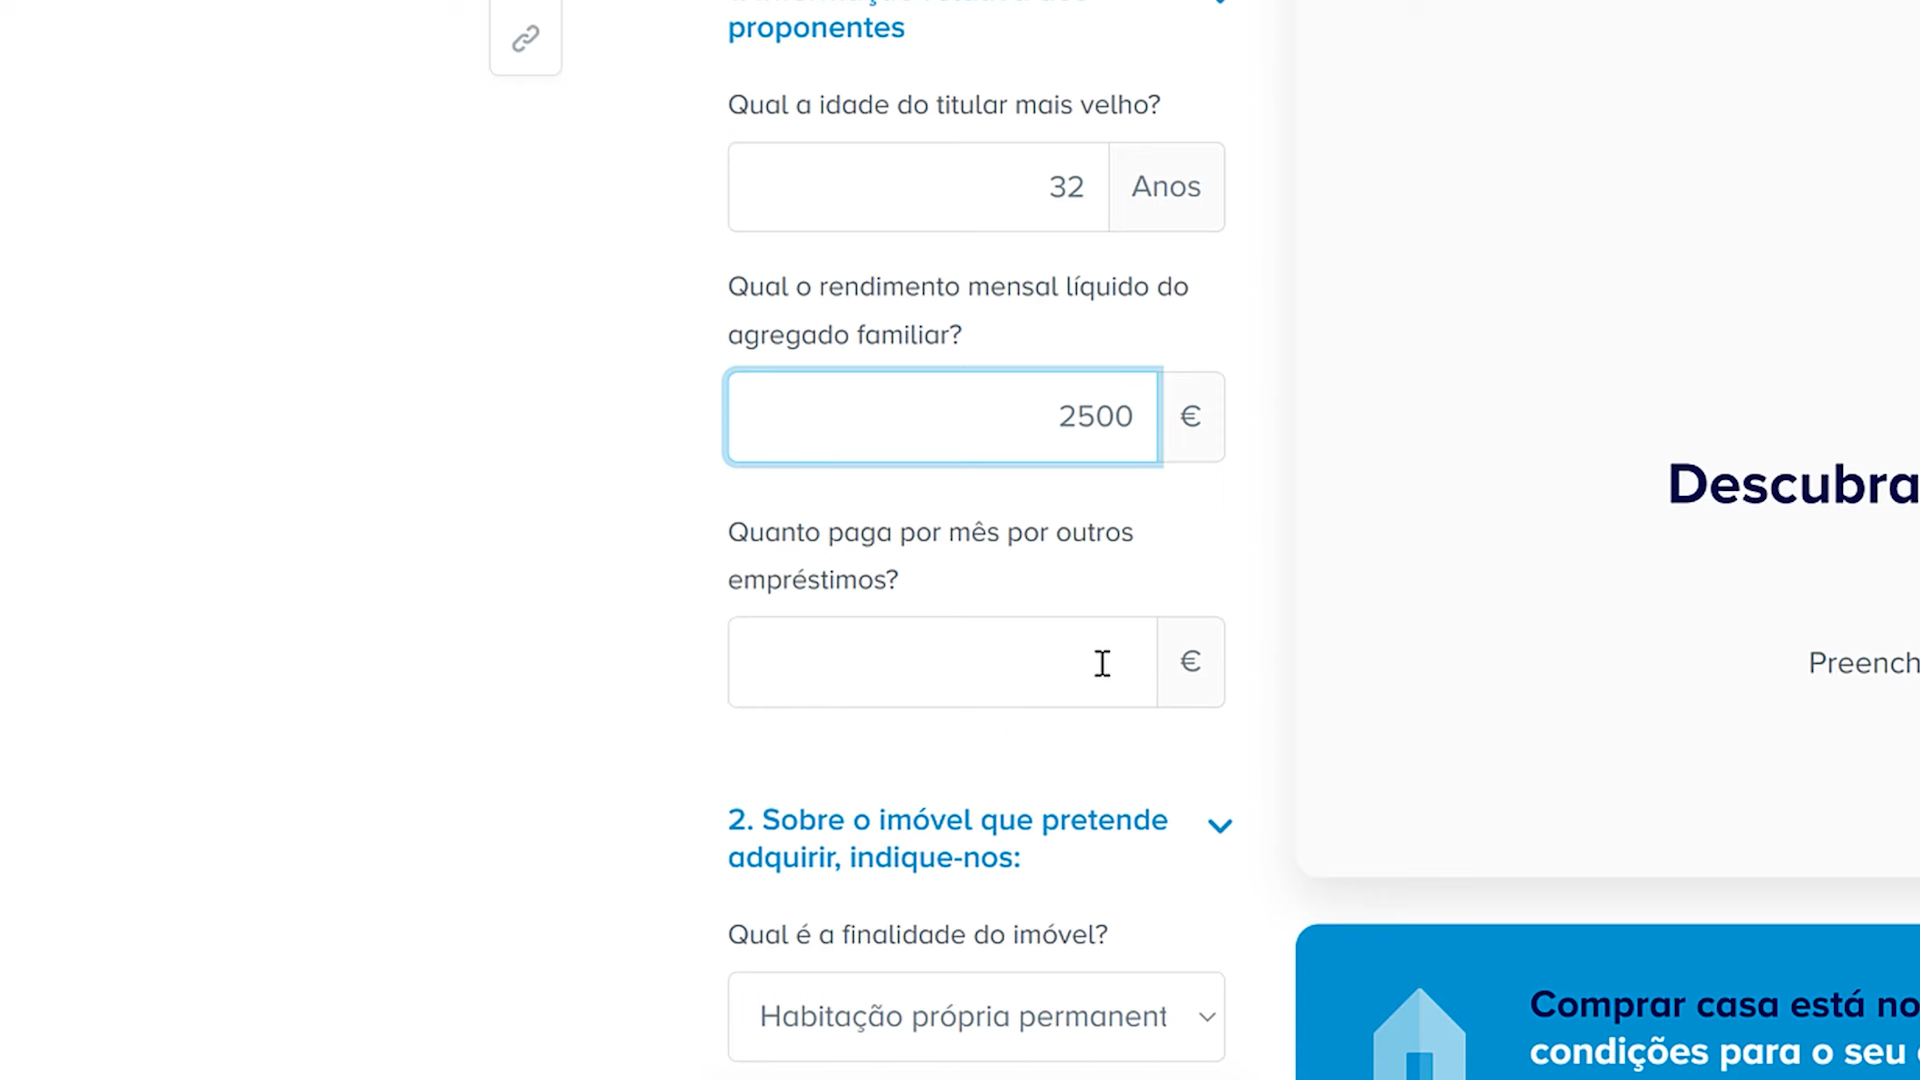 proponentes
Qual a idade do titular mais velho?
32 Anos
Qual o rendimento mensal líquido do
agregado familiar?
2500 €
Quanto paga por mês por outros
empréstimos?
€
2. Sobre o imóvel que pretende
adquirir, indique-nos:
Qual é a finalidade do imóvel?
Habitação própria permanent
Descubra
Preench
Comprar casa está no
condições para o seu